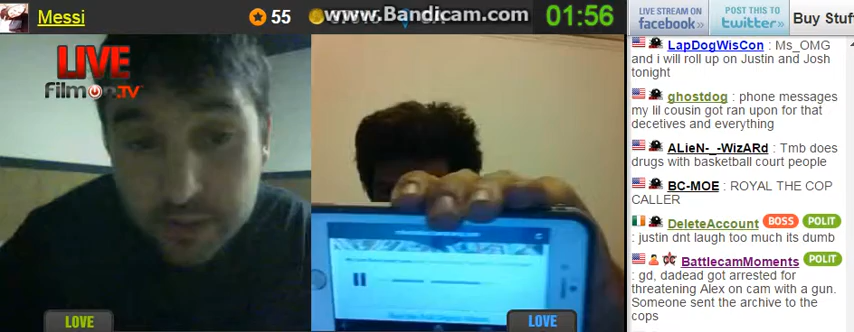 Messi
55
www.Bandicam.com
01:56
LIVE STREAM ON
facebook»
POST THIS TO
twitter»
Buy Stuf
LIVE
FilmOn.TV
LOVE
LOVE
LapDogWisCon : Ms_OMG
and i will roll up on Justin and Josh
tonight
ghostdog : phone messages
my lil cousin got ran upon for that
decetives and everything
ALieN-_-WizARd : Tmb does
drugs with basketball court people
BC-MOE : ROYAL THE COP
CALLER
DeleteAccount BOSS POLIT
: justin dnt laugh too much its dumb
BattlecamMoments POLIT
: gd, dadead got arrested for
threatening Alex on cam with a gun.
Someone sent the archive to the
cops